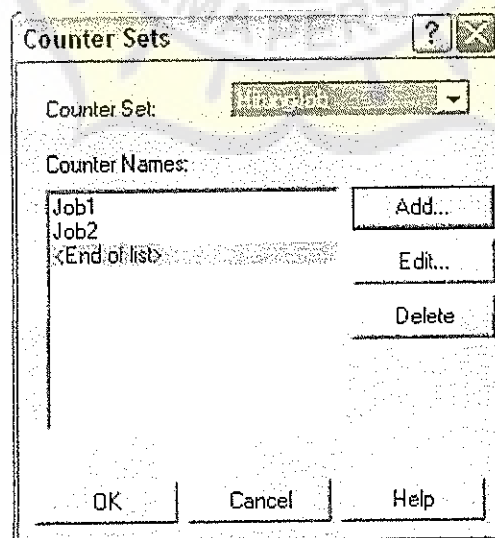 Counter Sets
Counter Set:
Counter Names:
Job1
Job2
<End of list>
Add...
Edit...
Delete
OK
Cancel
Help